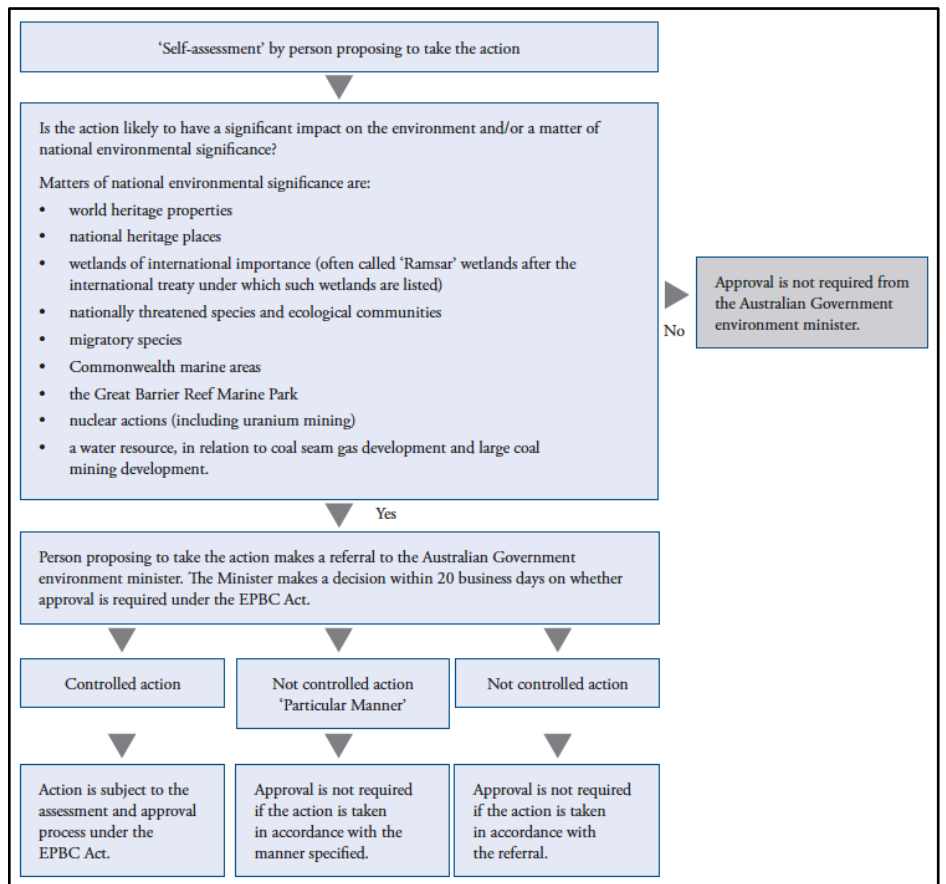 ‘Self-assessment’ by person proposing to take the action
Is the action likely to have a significant impact on the environment and/or a matter of
national environmental significance?
Matters of national environmental significance are:
• world heritage properties
• national heritage places
• wetlands of international importance (often called ‘Ramsar’ wetlands after the
international treaty under which such wetlands are listed)
• nationally threatened species and ecological communities
• migratory species
• Commonwealth marine areas
• the Great Barrier Reef Marine Park
• nuclear actions (including uranium mining)
• a water resource, in relation to coal seam gas development and large coal
mining development.
No
Approval is not required from
the Australian Government
environment minister.
Yes
Person proposing to take the action makes a referral to the Australian Government
environment minister. The Minister makes a decision within 20 business days on whether
approval is required under the EPBC Act.
Controlled action
Not controlled action
‘Particular Manner’
Not controlled action
Action is subject to the
assessment and approval
process under the
EPBC Act.
Approval is not required
if the action is taken
in accordance with the
manner specified.
Approval is not required
if the action is taken
in accordance with
the referral.